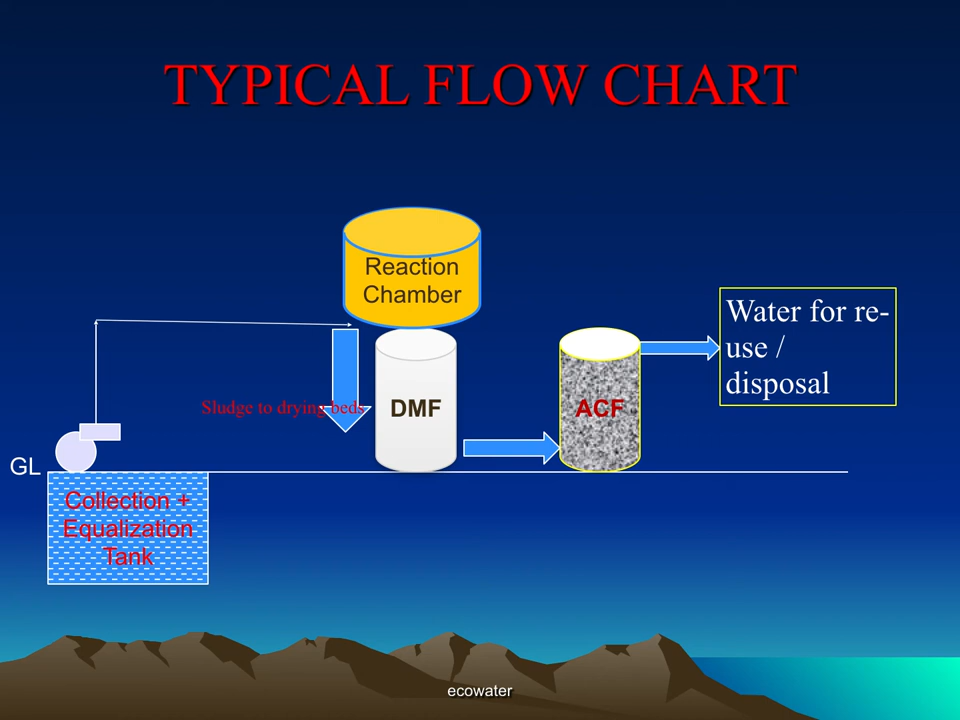 TYPICAL FLOW CHART
Reaction
Chamber
Water for re-
use /
disposal
Sludge to drying beds
DMF
ACF
GL
Collection +
Equalization
Tank
ecowater